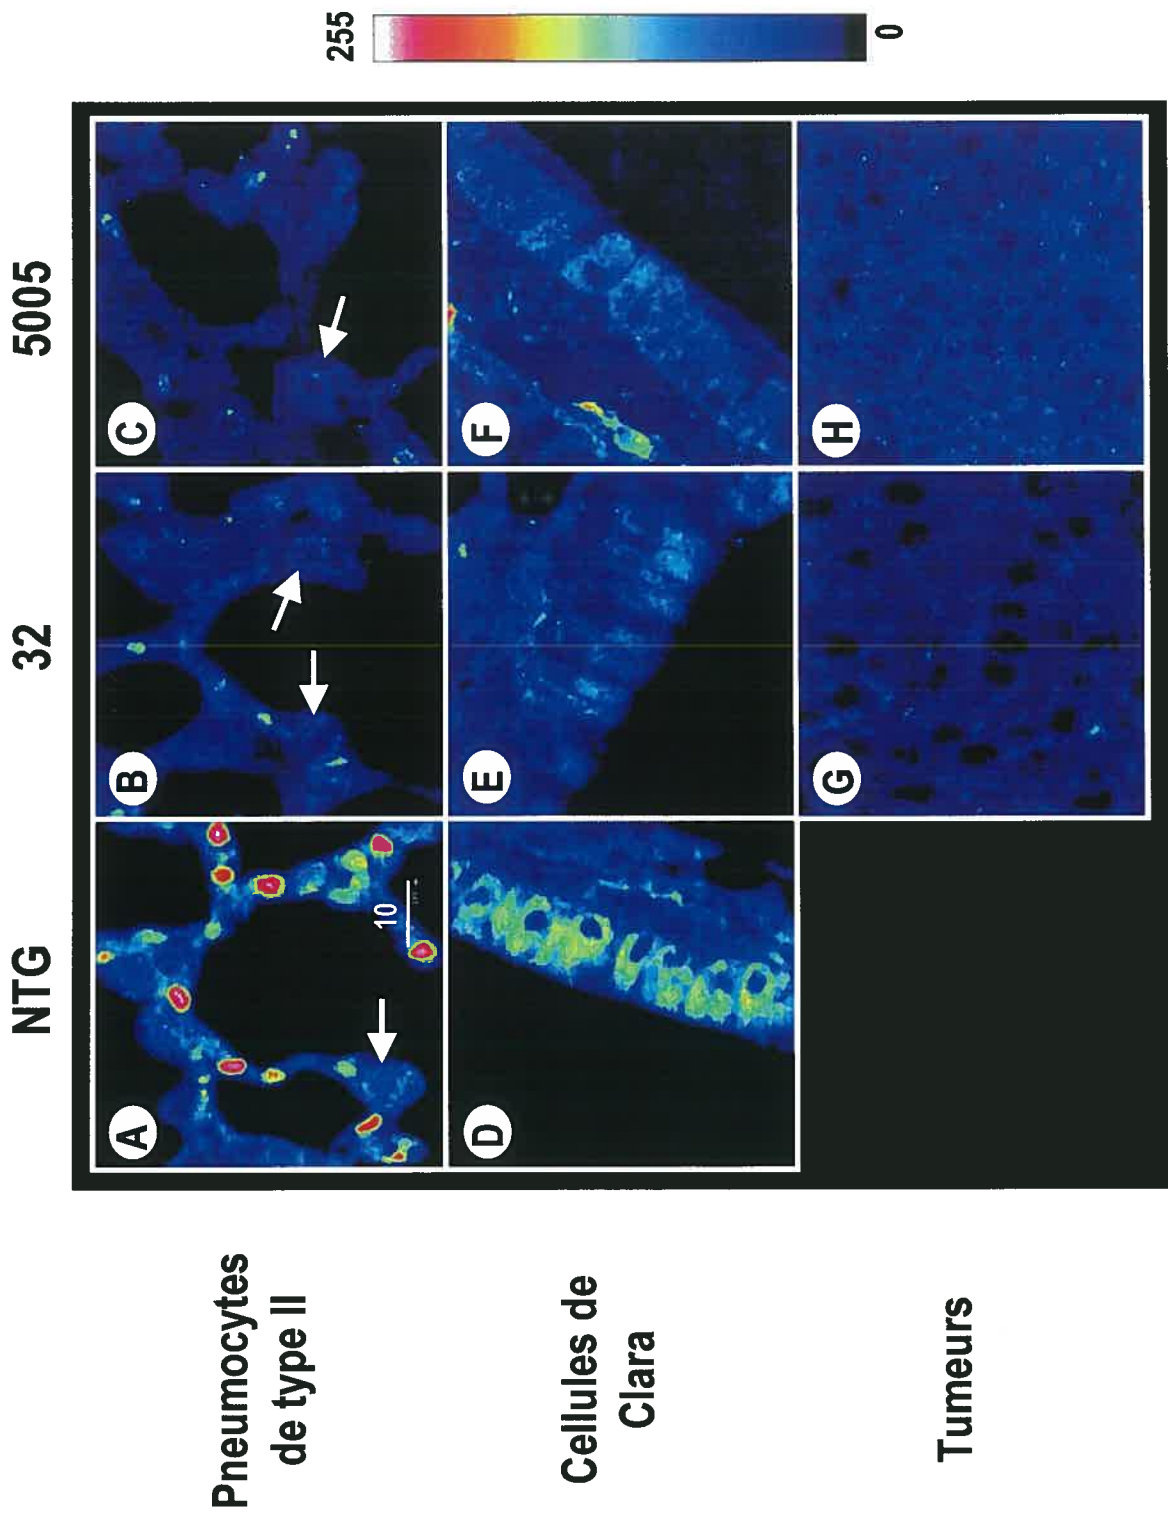 NTG
32
5005
Pneumocytes
de type II
A
10
B
C
255
0
Cellules de
Clara
D
E
F
Tumeurs
G
H